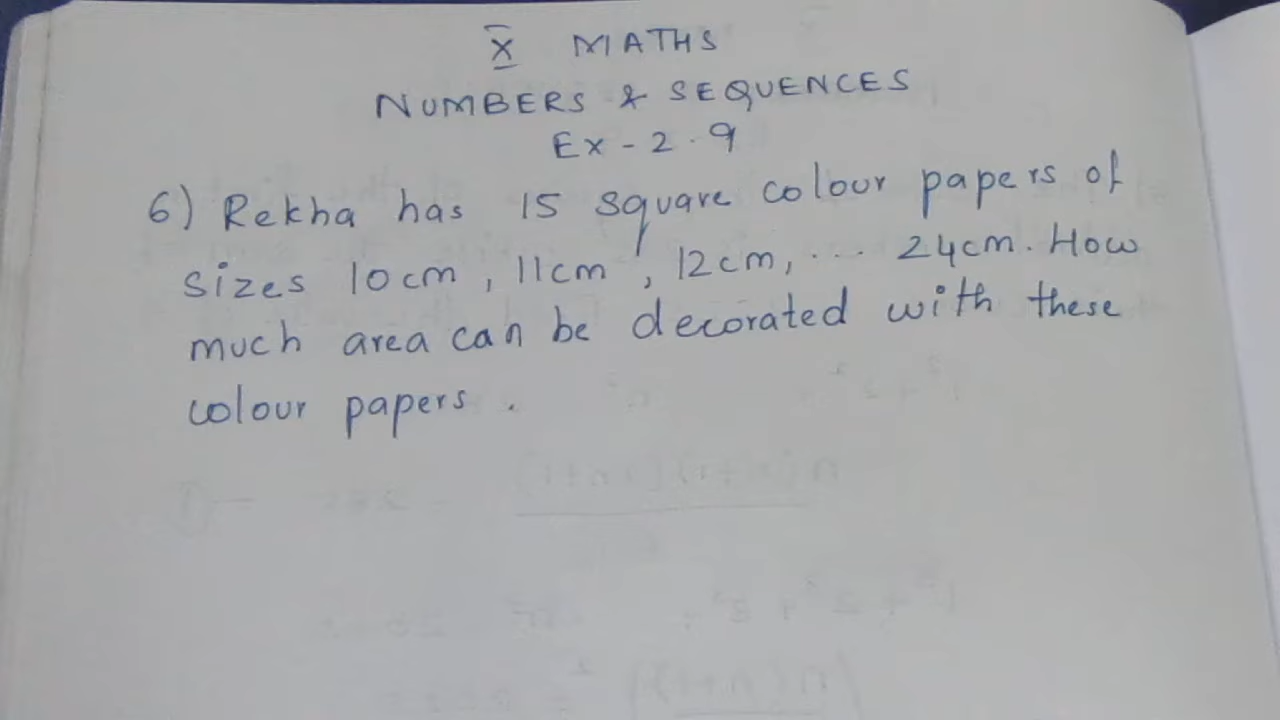 X MATHS
NUMBERS & SEQUENCES
Ex - 2.9
6) Rekha has 15 square colour papers of
sizes 10cm, 11cm, 12cm, ... 24cm. How
much area can be decorated with these
colour papers.